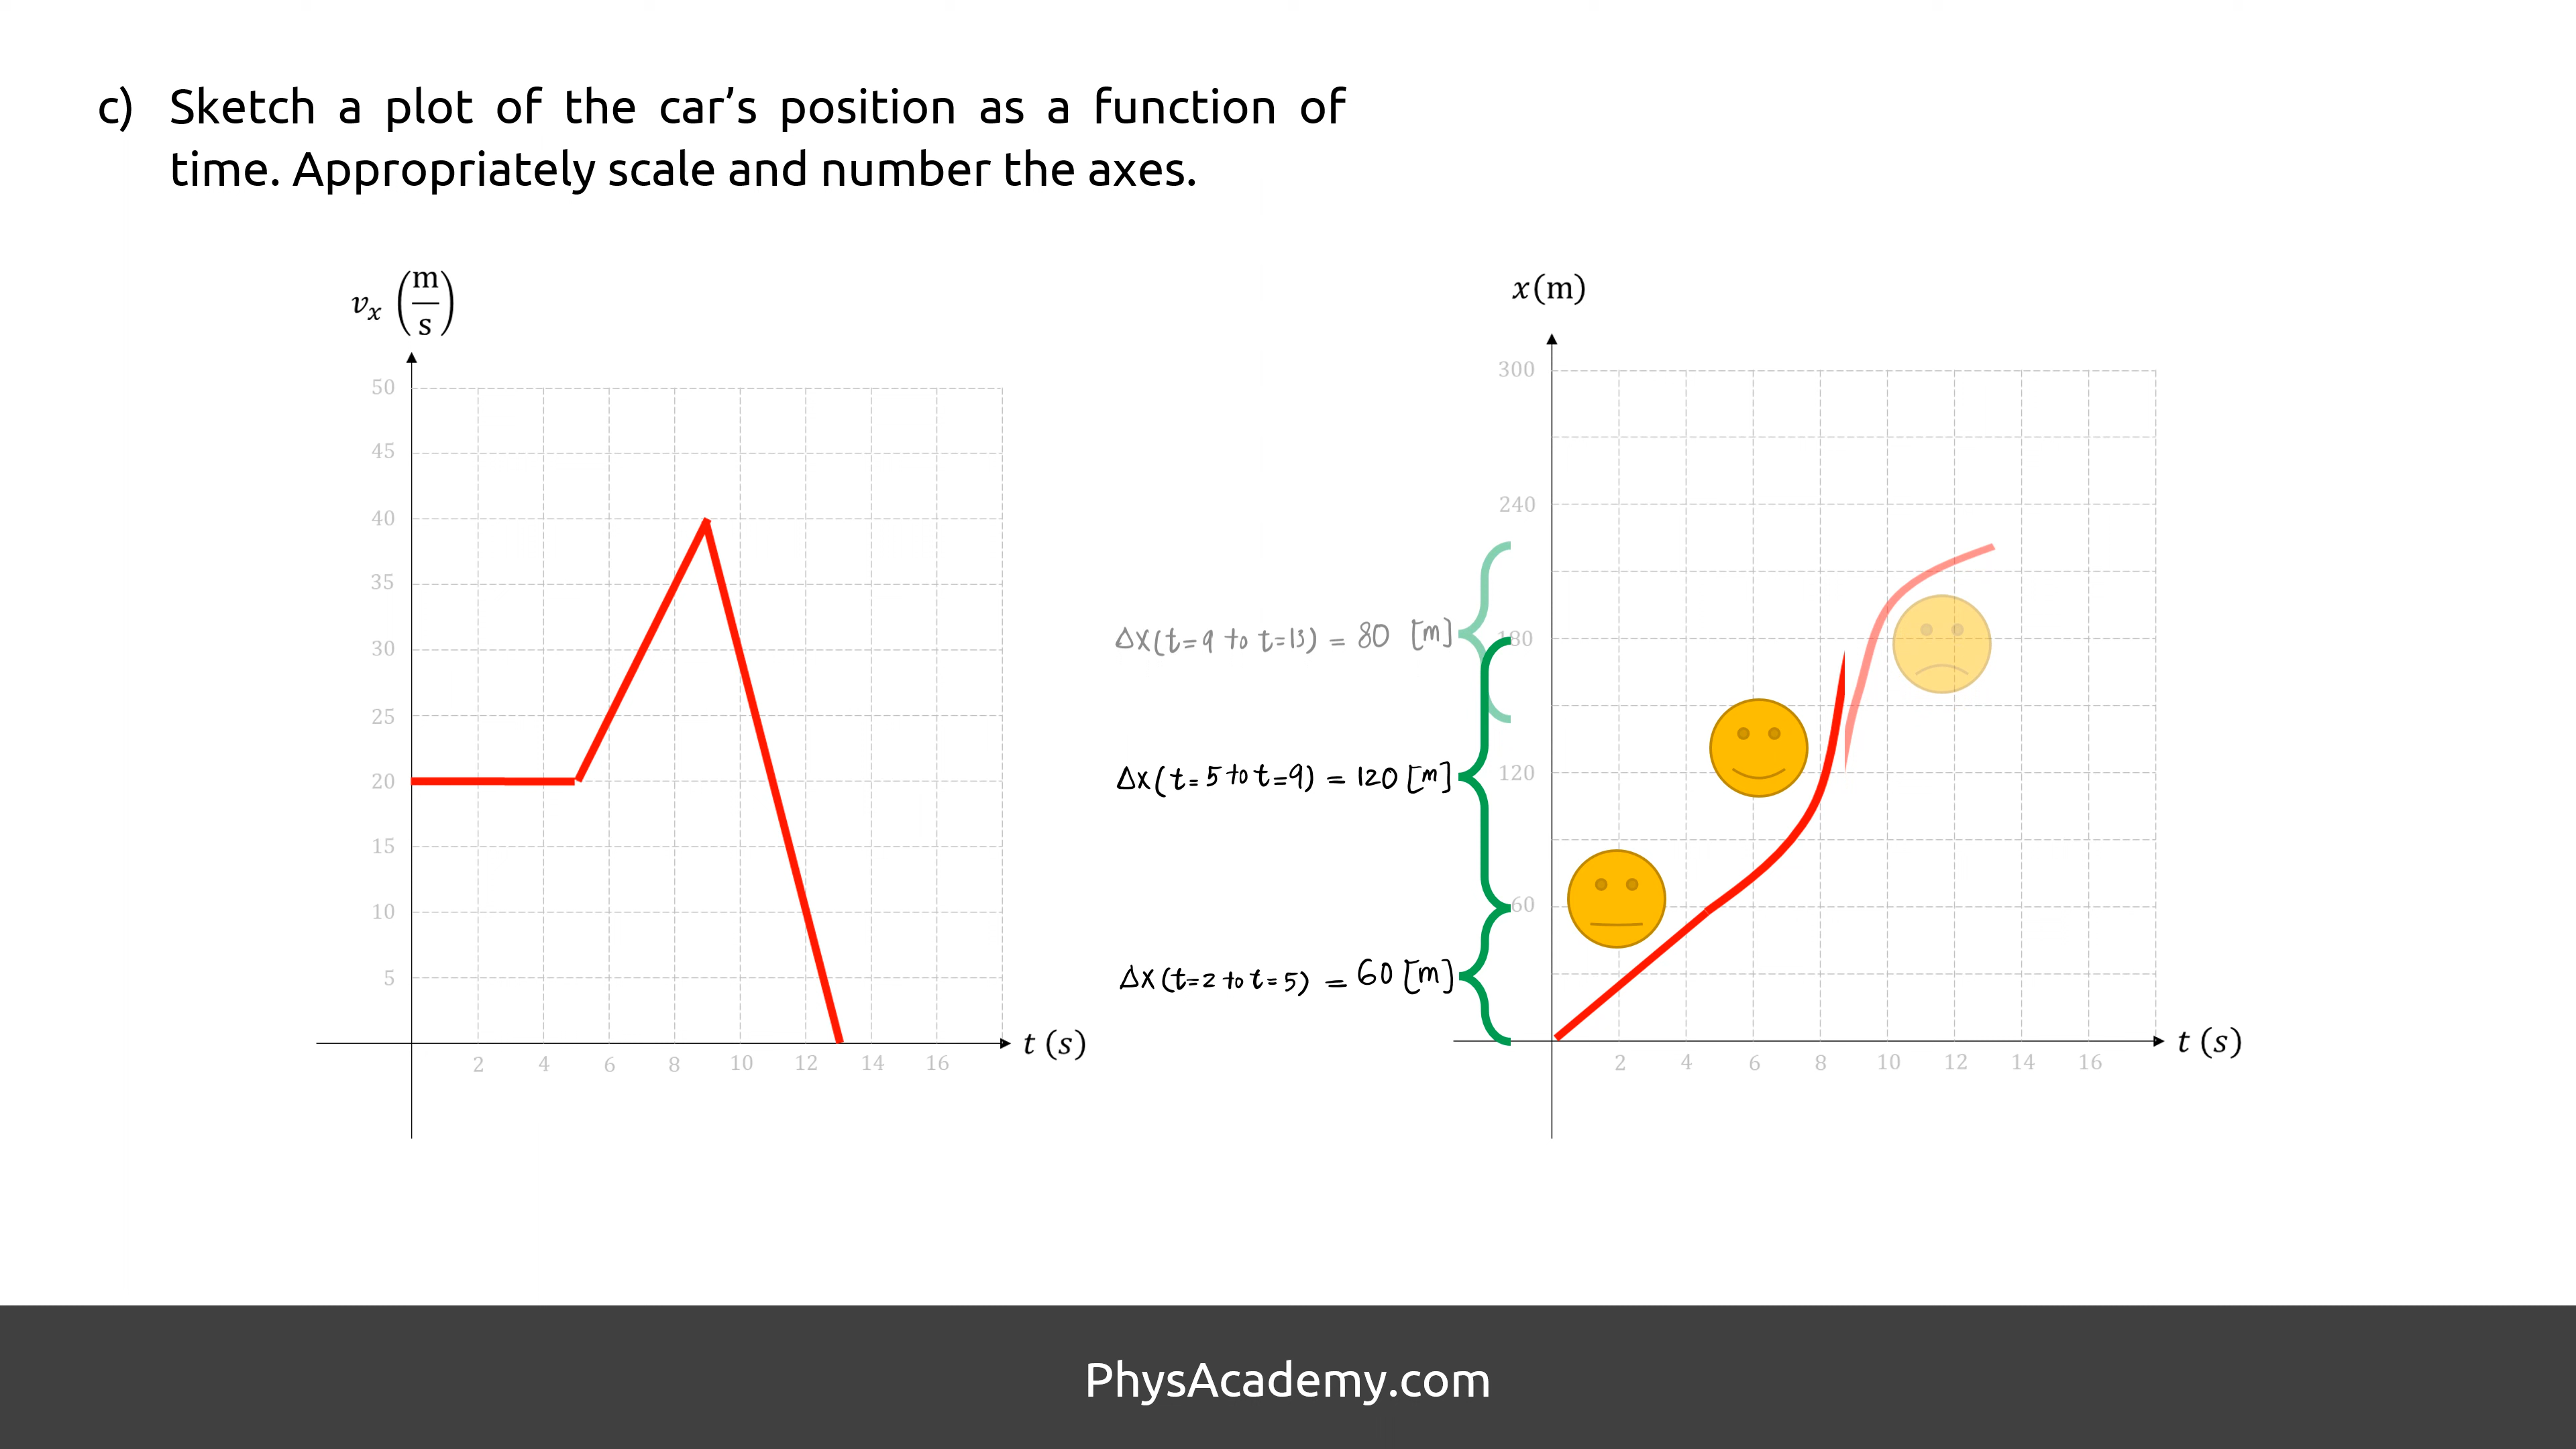 c) Sketch a plot of the car’s position as a function of
time. Appropriately scale and number the axes.
v_x (m/s)
50
45
40
35
30
25
20
15
10
5
2 4 6 8 10 12 14 16
t (s)
Δx(t=9 to t=13) = 80 [m]
Δx(t=5 to t=9) = 120 [m]
Δx(t=2 to t=5) = 60 [m]
x(m)
300
240
180
120
60
2 4 6 8 10 12 14 16
t (s)
PhysAcademy.com